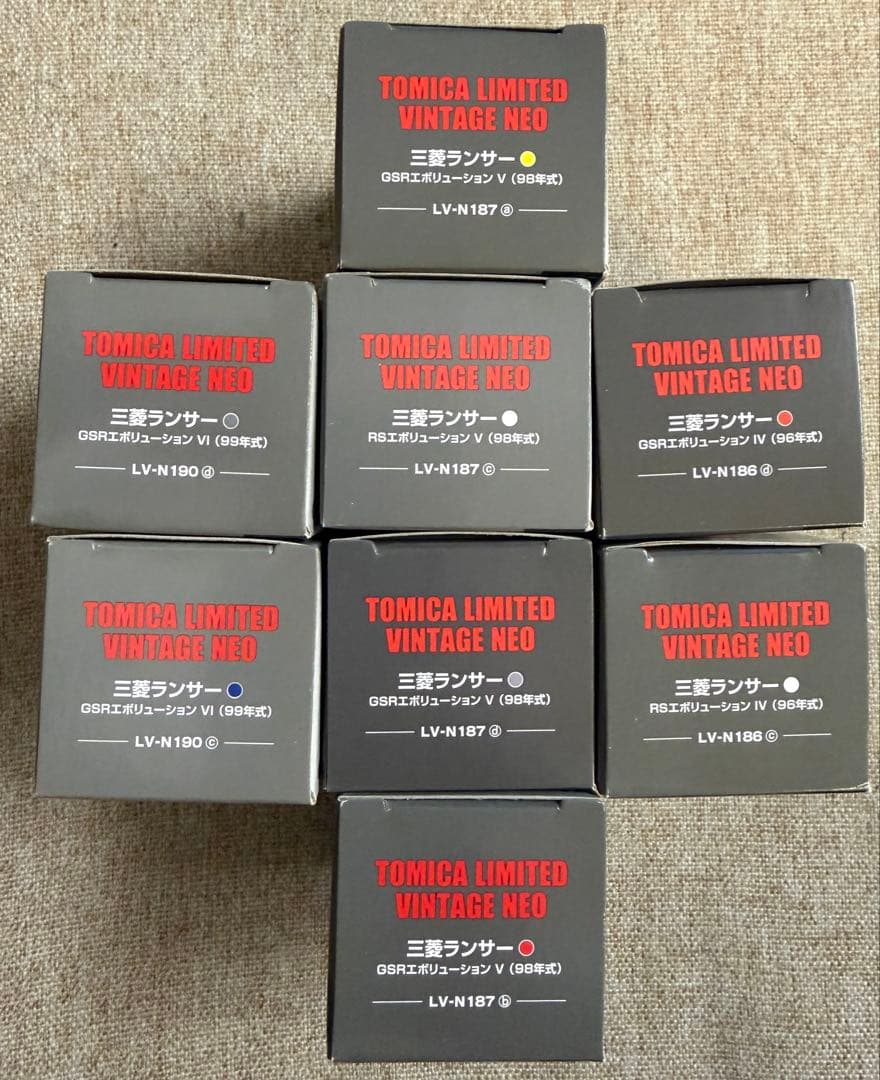 TOMICA LIMITED
VINTAGE NEO
三菱ランサー
GSRエボリューション V（98年式）
LV-N187 ⓐ
TOMICA LIMITED
VINTAGE NEO
三菱ランサー
GSRエボリューション VI（99年式）
LV-N190 ⓓ
TOMICA LIMITED
VINTAGE NEO
三菱ランサー
RSエボリューション V（98年式）
LV-N187 ⓒ
TOMICA LIMITED
VINTAGE NEO
三菱ランサー
GSRエボリューション IV（96年式）
LV-N186 ⓓ
TOMICA LIMITED
VINTAGE NEO
三菱ランサー
GSRエボリューション VI（99年式）
LV-N190 ⓒ
TOMICA LIMITED
VINTAGE NEO
三菱ランサー
GSRエボリューション V（98年式）
LV-N187 ⓓ
TOMICA LIMITED
VINTAGE NEO
三菱ランサー
RSエボリューション IV（96年式）
LV-N186 ⓒ
TOMICA LIMITED
VINTAGE NEO
三菱ランサー
GSRエボリューション V（98年式）
LV-N187 ⓑ